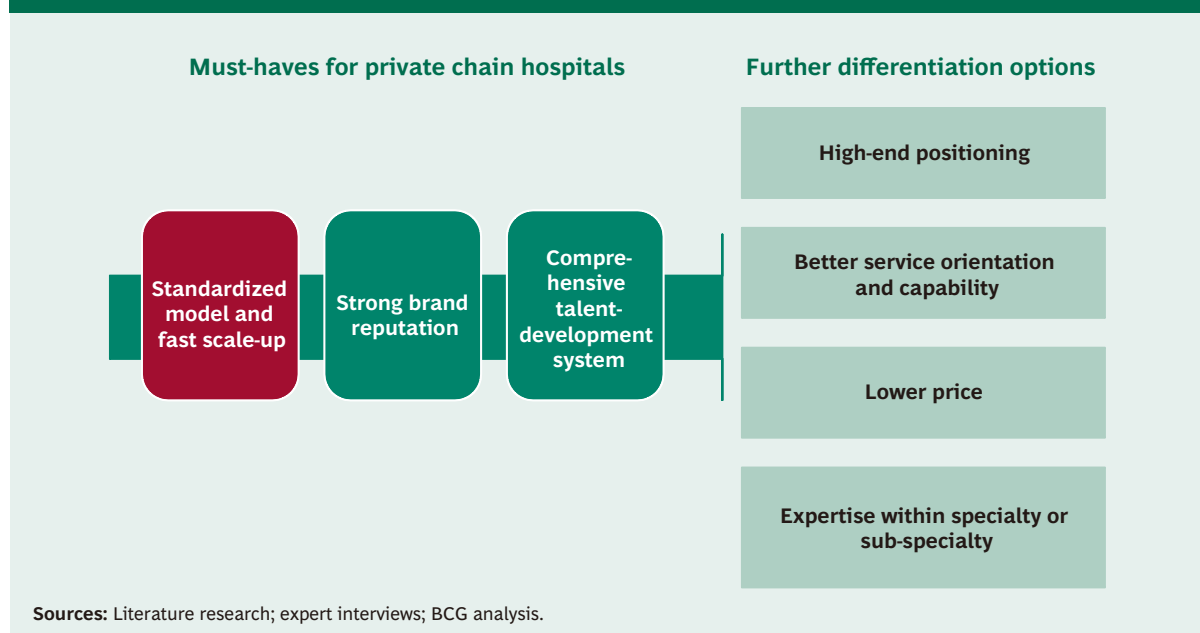 Must-haves for private chain hospitals
Further differentiation options
Standardized
model and
fast scale-up
Strong brand
reputation
Compre-
hensive
talent-
development
system
High-end positioning
Better service orientation
and capability
Lower price
Expertise within specialty or
sub-specialty
Sources: Literature research; expert interviews; BCG analysis.